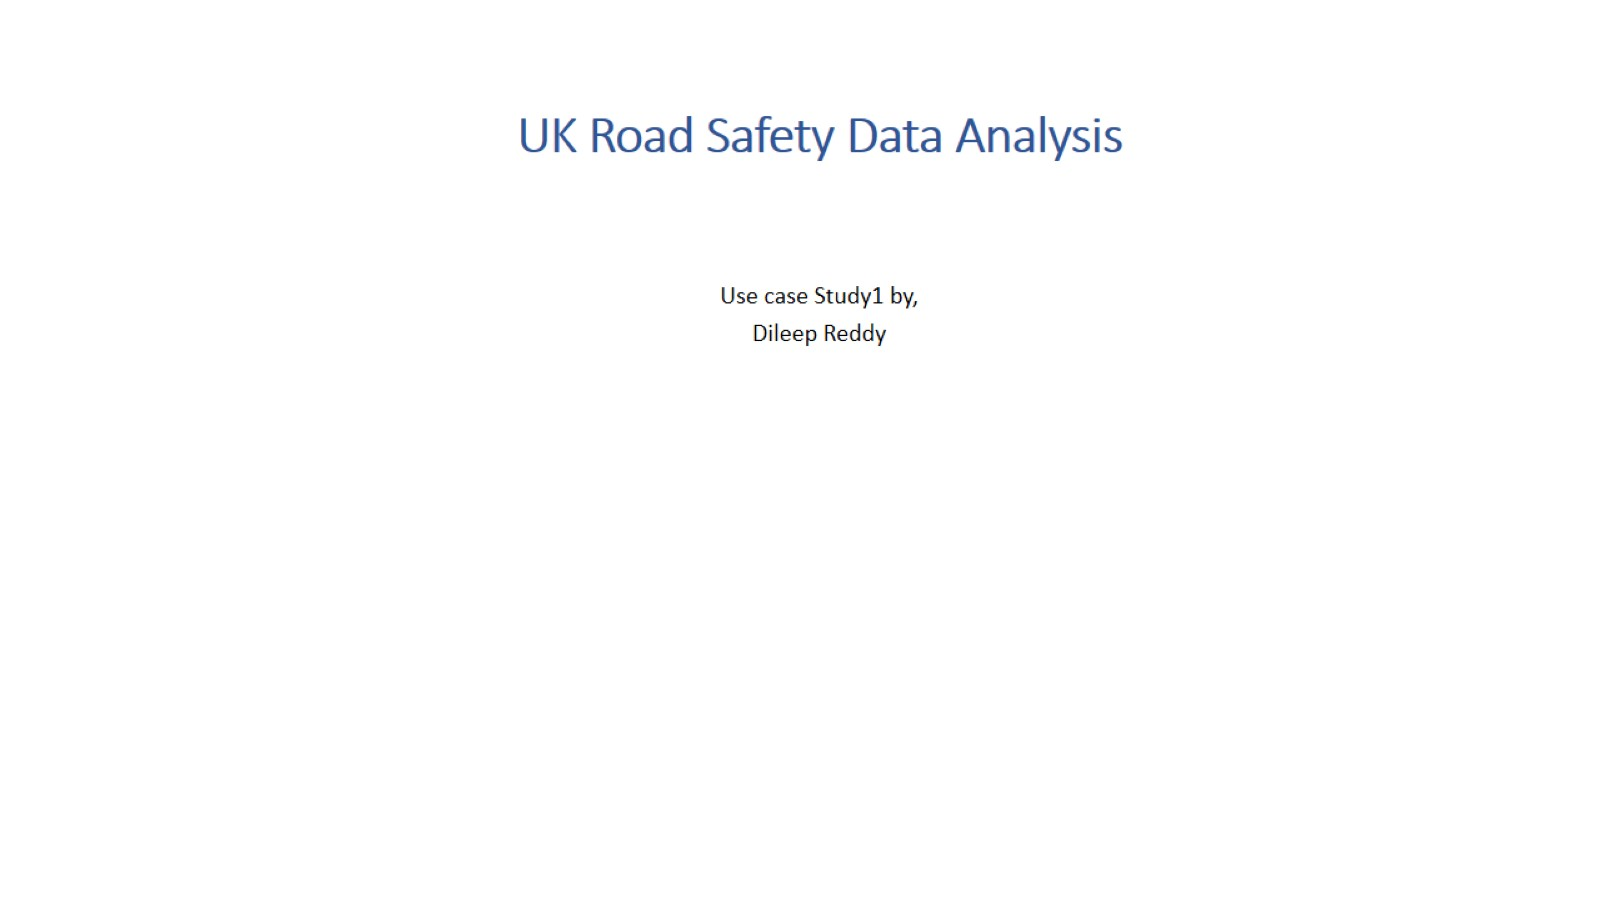 UK Road Safety Data Analysis
Use case Study1 by,
Dileep Reddy